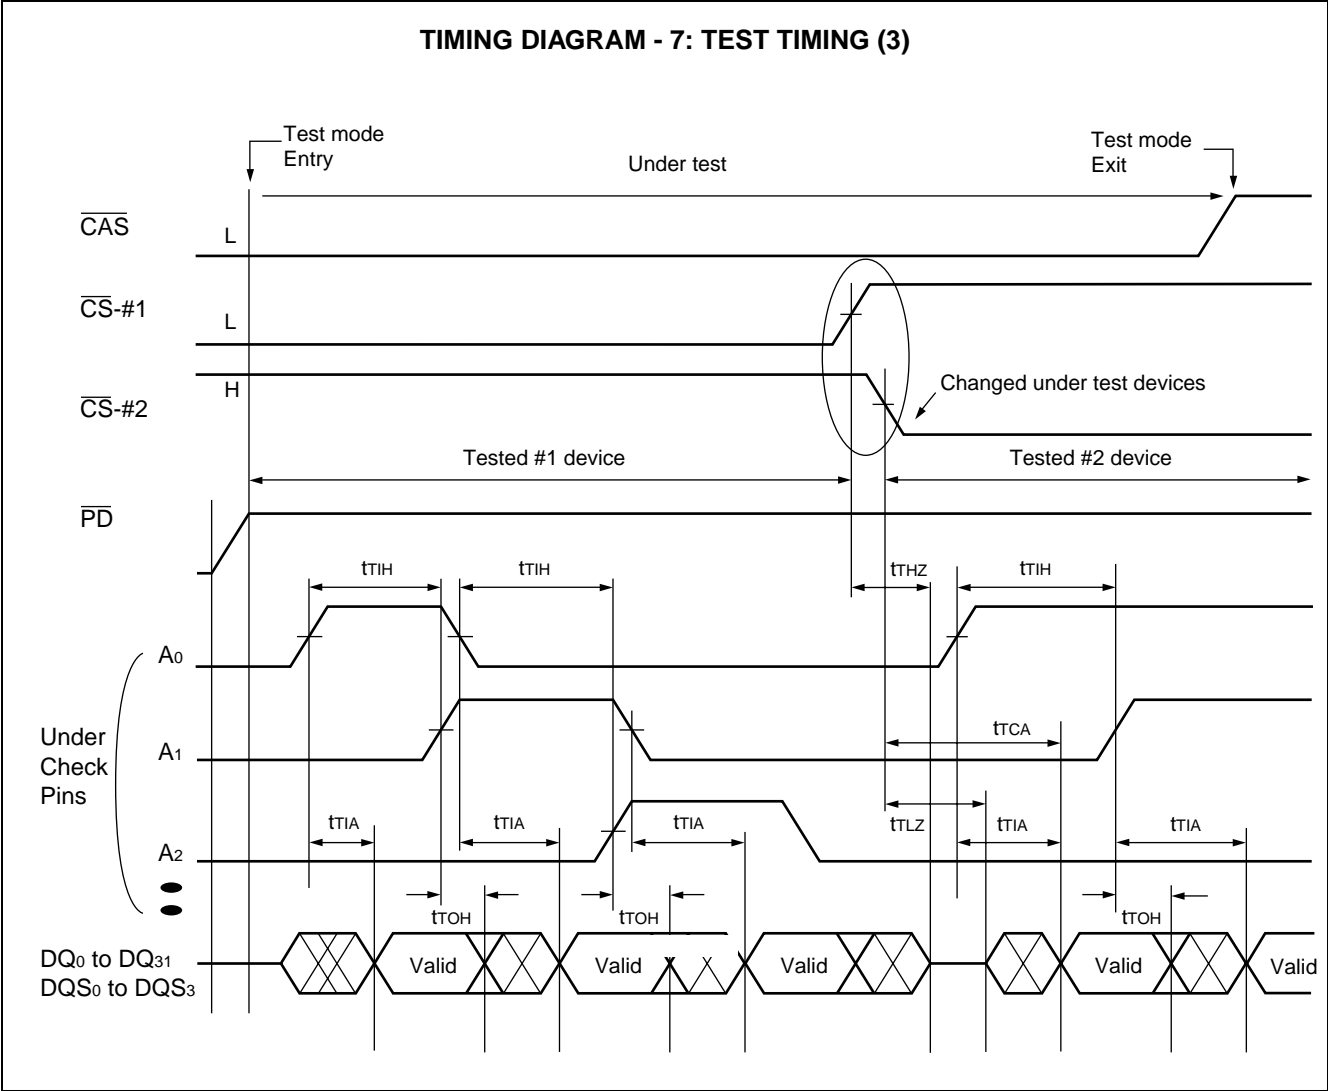 TIMING DIAGRAM - 7: TEST TIMING (3)
Test mode
Entry
Under test
Test mode
Exit
CAS
L
CS-#1
L
CS-#2
H
Changed under test devices
Tested #1 device
Tested #2 device
PD
tTIH
tTIH
tTHZ
tTIH
A0
Under
Check
Pins
A1
tTCA
tTIA
tTIA
tTIA
tTLZ
tTIA
tTIA
A2
tTOH
tTOH
tTOH
DQ0 to DQ31
DQS0 to DQS3
Valid
Valid
Valid
Valid
Valid